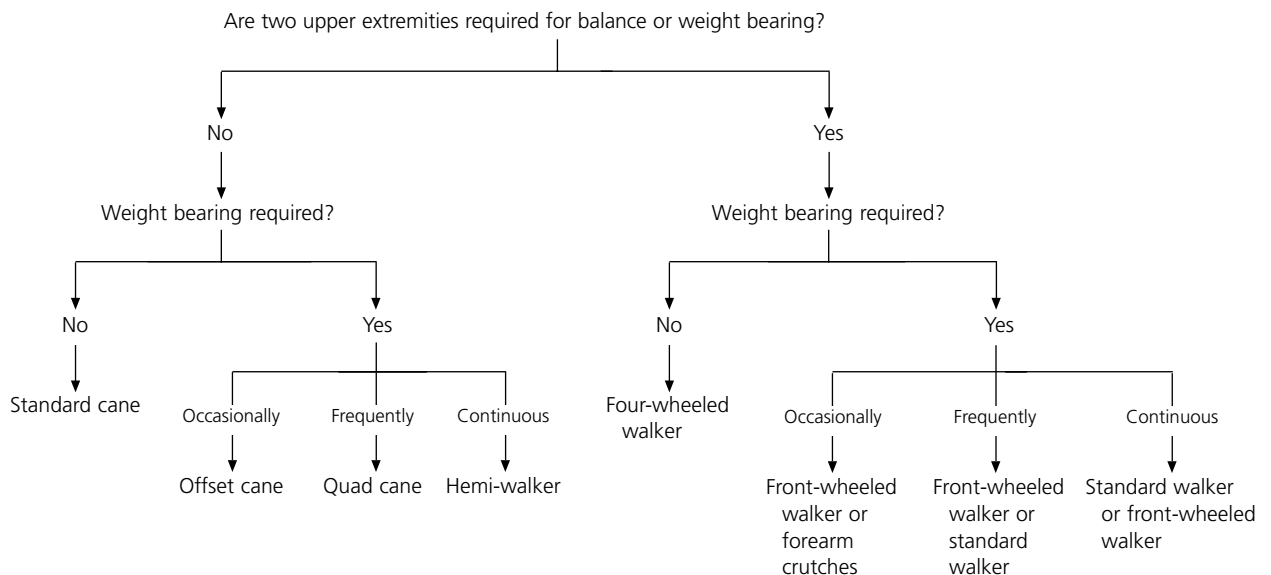 Are two upper extremities required for balance or weight bearing?
No
Yes
Weight bearing required?
Weight bearing required?
No
Yes
No
Yes
Standard cane
Occasionally
Frequently
Continuous
Four-wheeled
walker
Occasionally
Frequently
Continuous
Offset cane
Quad cane
Hemi-walker
Front-wheeled
walker or
forearm
crutches
Front-wheeled
walker or
standard
walker
Standard walker
or front-wheeled
walker